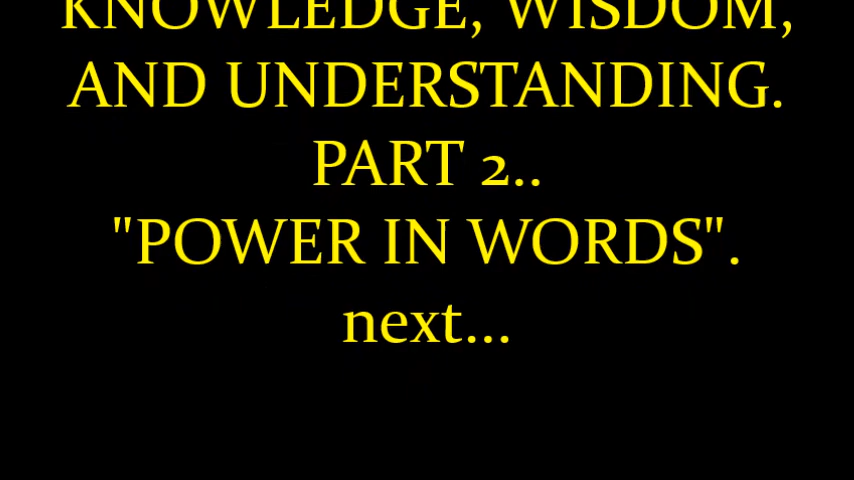 KNOWLEDGE, WISDOM,
AND UNDERSTANDING.
PART 2..
"POWER IN WORDS".
next...